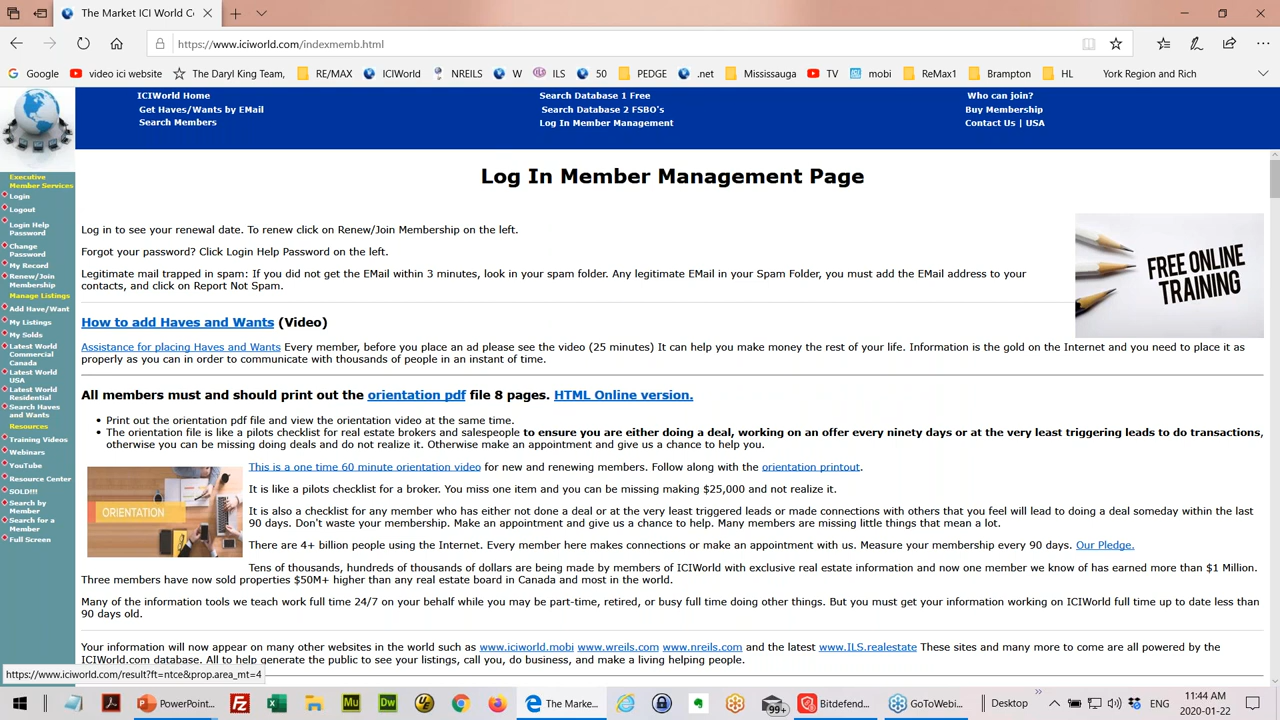 The Market ICI World Co
https://www.iciworld.com/indexmemb.html
Google
video ici website
The Daryl King Team,
RE/MAX
ICIWorld
NREILS
W
ILS
50
PEDGE
.net
Mississauga
TV
mobi
ReMax1
Brampton
HL
York Region and Rich
ICIWorld Home
Get Haves/Wants by EMail
Search Members
Search Database 1 Free
Search Database 2 FSBO's
Log In Member Management
Who can join?
Buy Membership
Contact Us | USA
Executive
Member Services
Login
Logout
Login Help
Password
Change
Password
My Record
Renew/Join
Membership
Manage Listings
Add Have/Want
My Listings
My Solds
Latest World
Commercial
Canada
Latest World
USA
Latest World
Residential
Search Haves
and Wants
Resources
Training Videos
Webinars
YouTube
Resource Center
SOLD!!!
Search by
Member
Search for a
Member
Full Screen
Log In Member Management Page
Log in to see your renewal date. To renew click on Renew/Join Membership on the left.
Forgot your password? Click Login Help Password on the left.
Legitimate mail trapped in spam: If you did not get the EMail within 3 minutes, look in your spam folder. Any legitimate EMail in your Spam Folder, you must add the EMail address to your
contacts, and click on Report Not Spam.
FREE ONLINE
TRAINING
How to add Haves and Wants (Video)
Assistance for placing Haves and Wants Every member, before you place an ad please see the video (25 minutes) It can help you make money the rest of your life. Information is the gold on the Internet and you need to place it as
properly as you can in order to communicate with thousands of people in an instant of time.
All members must and should print out the orientation pdf file 8 pages. HTML Online version.
• Print out the orientation pdf file and view the orientation video at the same time.
• The orientation file is like a pilots checklist for real estate brokers and salespeople to ensure you are either doing a deal, working on an offer every ninety days or at the very least triggering leads to do transactions,
otherwise you can be missing doing deals and do not realize it. Otherwise make an appointment and give us a chance to help you.
ORIENTATION
This is a one time 60 minute orientation video for new and renewing members. Follow along with the orientation printout.
It is like a pilots checklist for a broker. You miss one item and you can be missing making $25,000 and not realize it.
It is also a checklist for any member who has either not done a deal or at the very least triggered leads or made connections with others that you feel will lead to doing a deal someday within the last
90 days. Don't waste your membership. Make an appointment and give us a chance to help. Many members are missing little things that mean a lot.
There are 4+ billion people using the Internet. Every member here makes connections or make an appointment with us. Measure your membership every 90 days. Our Pledge.
Tens of thousands, hundreds of thousands of dollars are being made by members of ICIWorld with exclusive real estate information and now one member we know of has earned more than $1 Million.
Three members have now sold properties $50M+ higher than any real estate board in Canada and most in the world.
Many of the information tools we teach work full time 24/7 on your behalf while you may be part-time, retired, or busy full time doing other things. But you must get your information working on ICIWorld full time up to date less than
90 days old.
Your information will now appear on many other websites in the world such as www.iciworld.mobi www.wreils.com www.nreils.com and the latest www.ILS.realestate These sites and many more to come are all powered by the
ICIWorld.com database. All to help generate the public to see your listings, call you, do business, and make a living helping people.
https://www.iciworld.com/result?ft=ntce&prop.area_mt=4
PowerPoint...
Mu
Dw
The Marke...
99+
Bitdefend...
GoToWebi...
Desktop
ENG
11:44 AM
2020-01-22